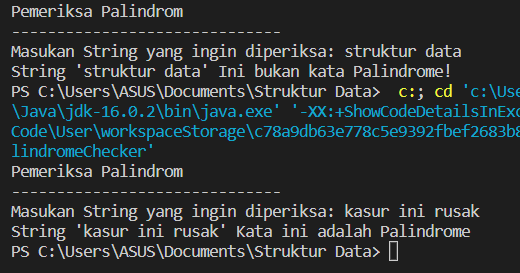 Pemeriksa Palindrom
------------------------------
Masukan String yang ingin diperiksa: struktur data
String 'struktur data' Ini bukan kata Palindrome!
PS C:\Users\ASUS\Documents\Struktur Data>  c:; cd 'c:\Use
\Java\jdk-16.0.2\bin\java.exe' '-XX:+ShowCodeDetailsInExc
Code\User\workspaceStorage\c78a9db63e778c5e9392fbef2683b8
lindromeChecker'
Pemeriksa Palindrom
------------------------------
Masukan String yang ingin diperiksa: kasur ini rusak
String 'kasur ini rusak' Kata ini adalah Palindrome
PS C:\Users\ASUS\Documents\Struktur Data>